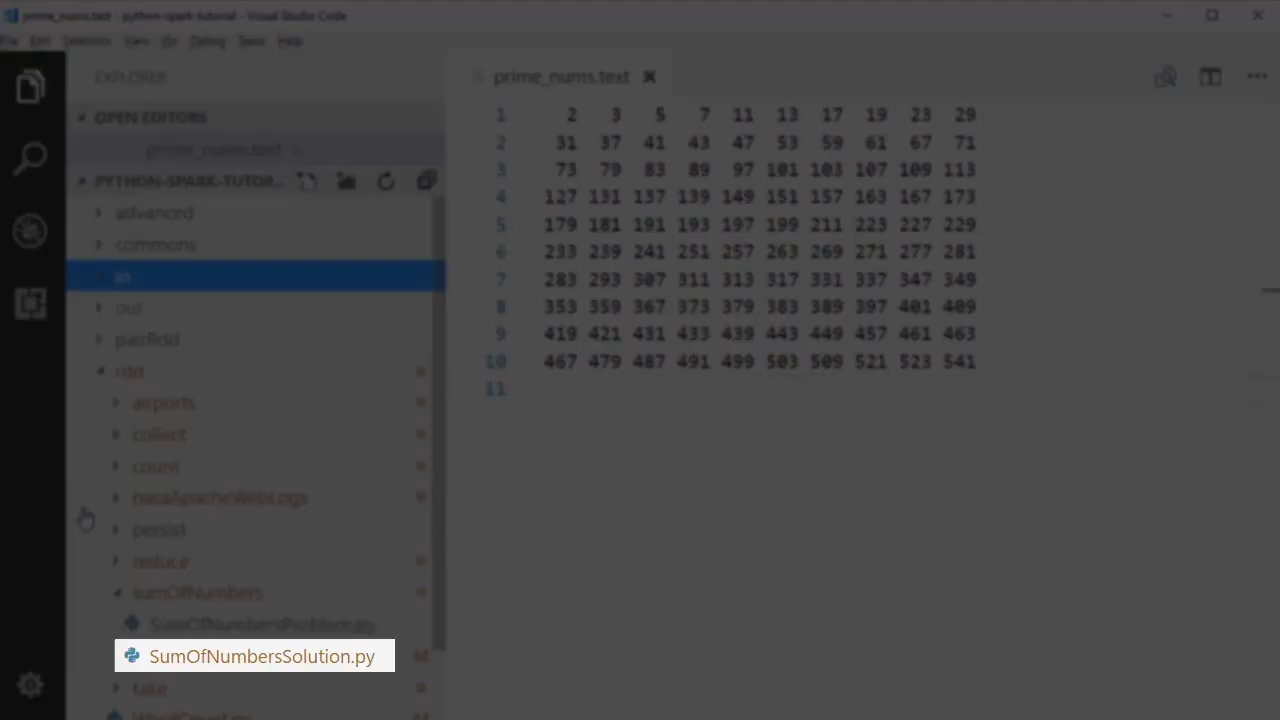 prime_nums.text - python-spark-tutorial - Visual Studio Code
File Edit Selection View Go Debug Tasks Help
EXPLORER
OPEN EDITORS
prime_nums.text
PYTHON-SPARK-TUTOR...
advanced
commons
in
out
pairRdd
rdd
airports
collect
count
nasaApacheWebLogs
persist
reduce
sumOfNumbers
SumOfNumbersProblem.py
SumOfNumbersSolution.py M
take
WordCount.py M
prime_nums.text
1 2 3 5 7 11 13 17 19 23 29
2 31 37 41 43 47 53 59 61 67 71
3 73 79 83 89 97 101 103 107 109 113
4 127 131 137 139 149 151 157 163 167 173
5 179 181 191 193 197 199 211 223 227 229
6 233 239 241 251 257 263 269 271 277 281
7 283 293 307 311 313 317 331 337 347 349
8 353 359 367 373 379 383 389 397 401 409
9 419 421 431 433 439 443 449 457 461 463
10 467 479 487 491 499 503 509 521 523 541
11